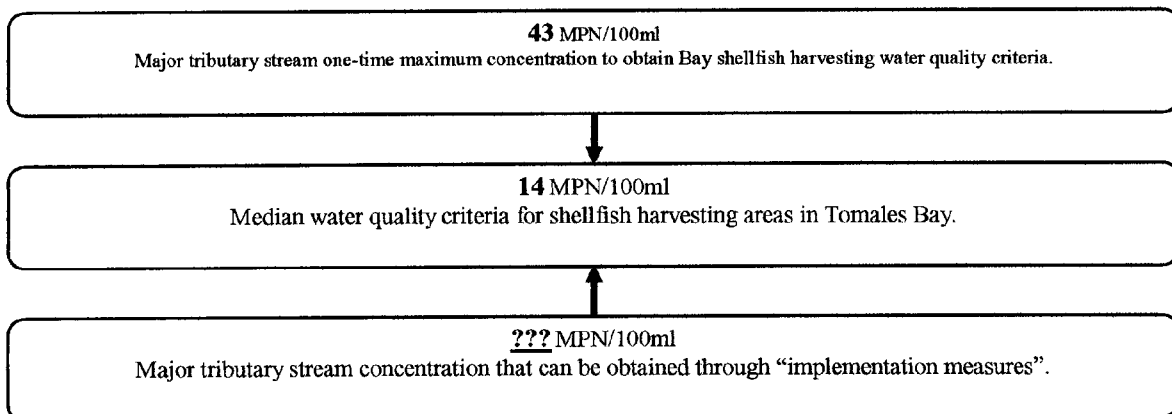 43 MPN/100ml
Major tributary stream one-time maximum concentration to obtain Bay shellfish harvesting water quality criteria.
14 MPN/100ml
Median water quality criteria for shellfish harvesting areas in Tomales Bay.
??? MPN/100ml
Major tributary stream concentration that can be obtained through “implementation measures”.